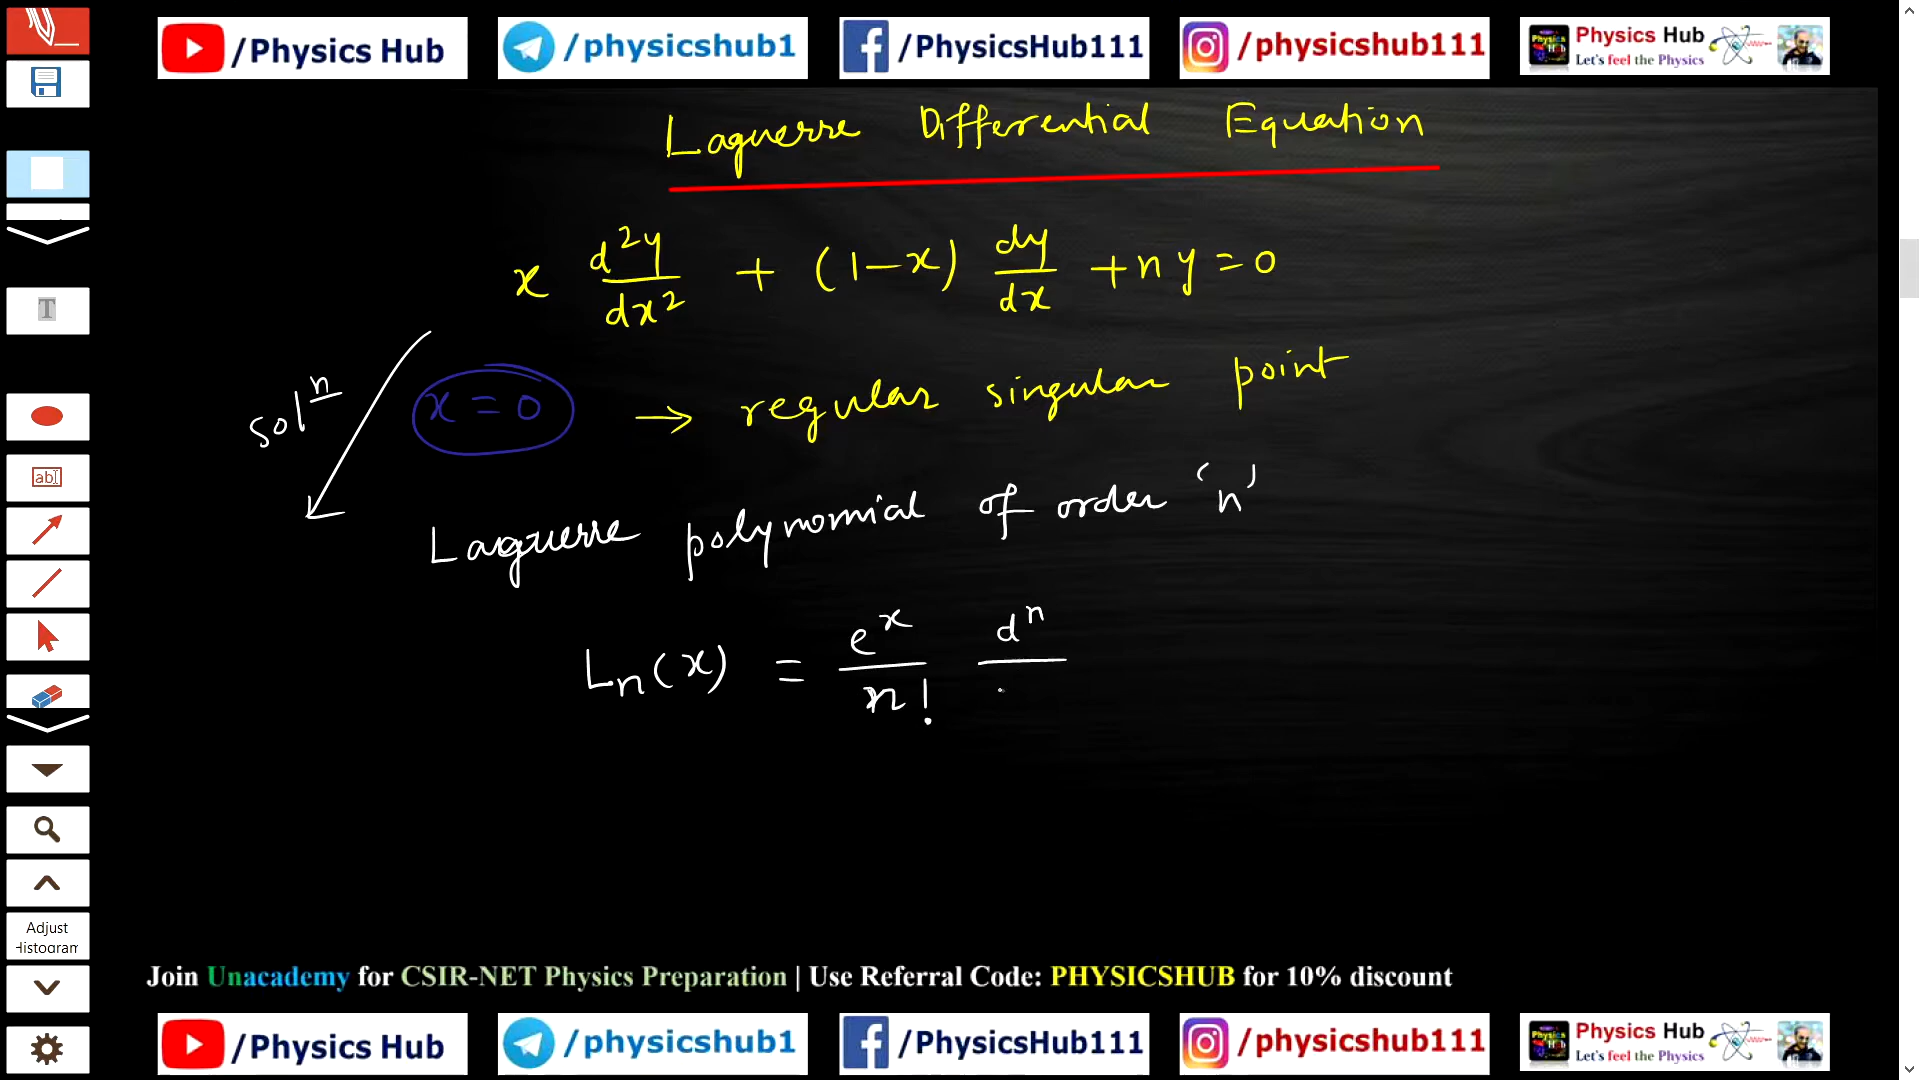 /Physics Hub /physicshub1 /PhysicsHub111 /physicshub111 Physics Hub
Let's feel the Physics
Laguerre Differential Equation
x d²y/dx² + (1-x) dy/dx + ny = 0
solⁿ
x = 0 → regular singular point
Laguerre polynomial of order 'n'
Lₙ(x) = eˣ/n! dⁿ
T
ab
Adjust
Histogram
Join Unacademy for CSIR-NET Physics Preparation | Use Referral Code: PHYSICSHUB for 10% discount
/Physics Hub /physicshub1 /PhysicsHub111 /physicshub111 Physics Hub
Let's feel the Physics